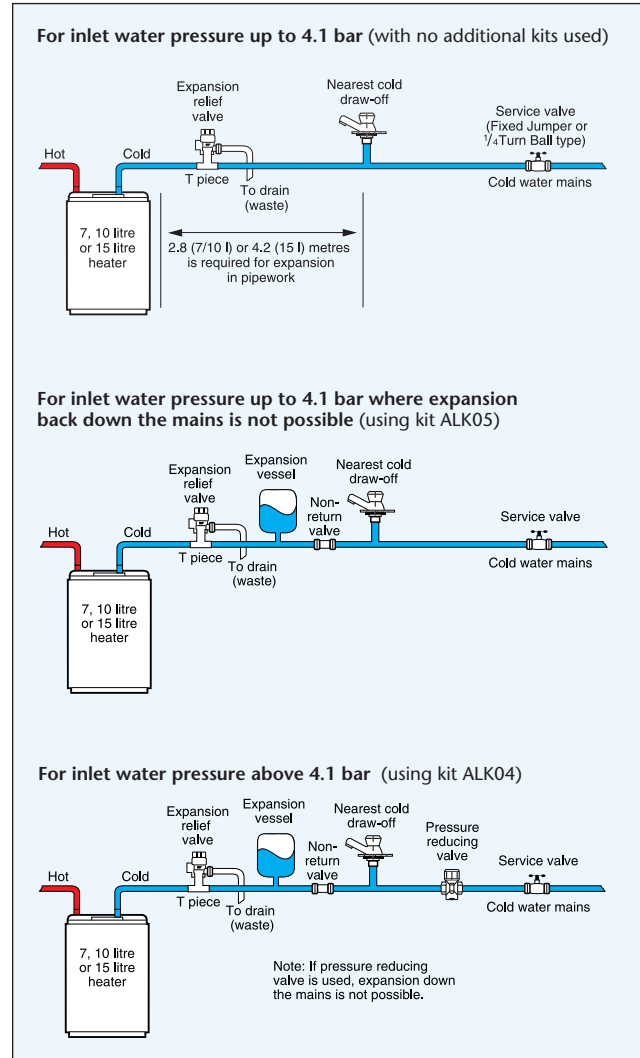 For inlet water pressure up to 4.1 bar (with no additional kits used)
Expansion
relief
valve
Nearest cold
draw-off
Service valve
(Fixed Jumper or
1/4Turn Ball type)
Hot
Cold
T piece
To drain
(waste)
Cold water mains
7, 10 litre
or 15 litre
heater
2.8 (7/10 l) or 4.2 (15 l) metres
is required for expansion
in pipework
For inlet water pressure up to 4.1 bar where expansion
back down the mains is not possible (using kit ALK05)
Expansion
relief
valve
Expansion
vessel
Non-
return
valve
Nearest cold
draw-off
Service valve
Hot
Cold
T piece
To drain
(waste)
Cold water mains
7, 10 litre
or 15 litre
heater
For inlet water pressure above 4.1 bar (using kit ALK04)
Expansion
relief
valve
Expansion
vessel
Non-
return
valve
Nearest cold
draw-off
Pressure
reducing
valve
Service valve
Hot
Cold
T piece
To drain
(waste)
Cold water mains
7, 10 litre
or 15 litre
heater
Note: If pressure reducing
valve is used, expansion down
the mains is not possible.